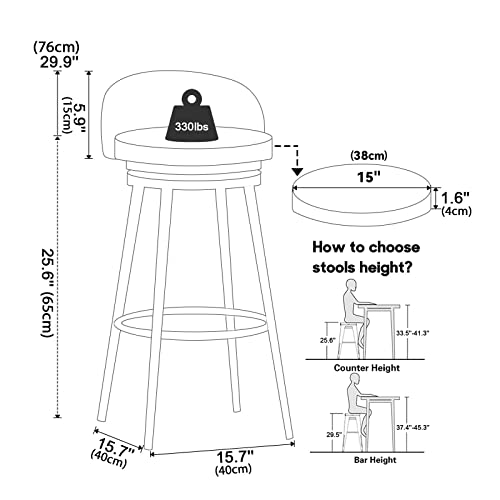 (76cm)
29.9"
5.9"
(15cm)
330lbs
(38cm)
15"
1.6"
(4cm)
How to choose
stools height?
25.6" (65cm)
25.6"
33.5"-41.3"
Counter Height
29.5"
37.4"-45.3"
Bar Height
15.7"
(40cm)
15.7"
(40cm)